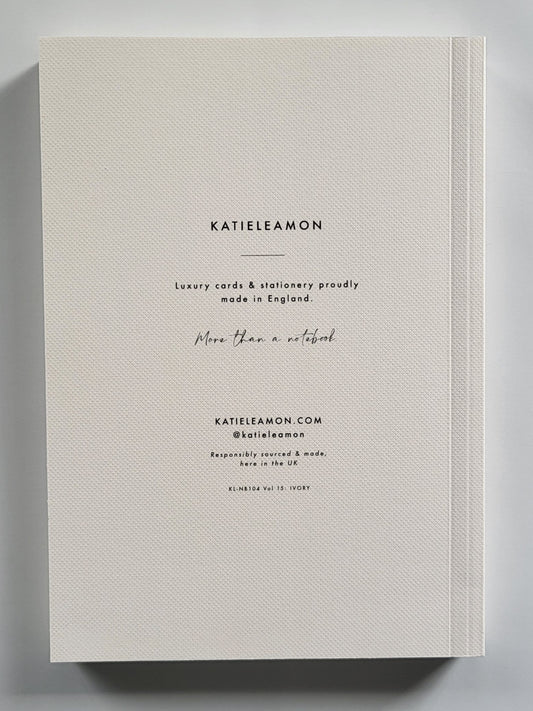 KATIELEAMON
Luxury cards & stationery proudly
made in England.
More than a notebook.
KATIELEAMON.COM
@katieleamon
Responsibly sourced & made,
here in the UK
KL-NB104 Vol 15: IVORY